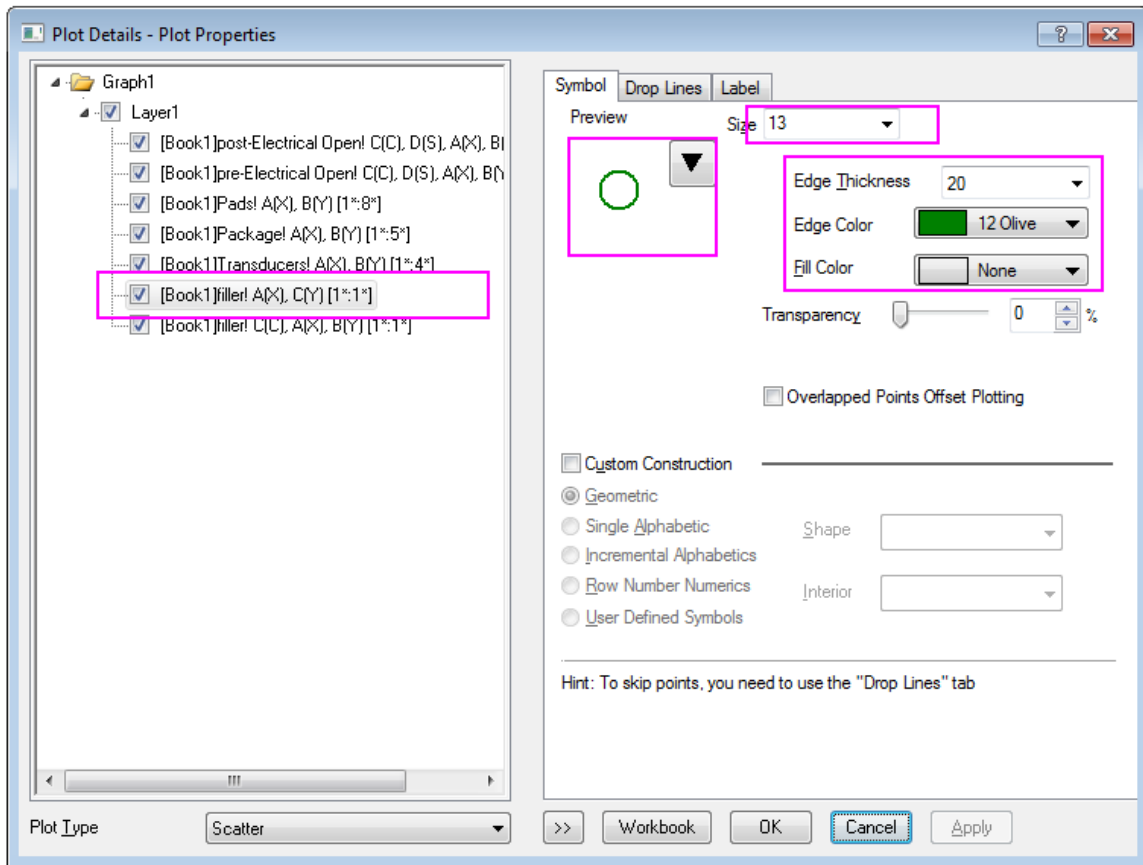 Plot Details - Plot Properties
Graph1
Layer1
[Book1]post-Electrical Open! C(C), D(S), A(X), B(
[Book1]pre-Electrical Open! C(C), D(S), A(X), B(Y
[Book1]Pads! A(X), B(Y) [1*:8*]
[Book1]Package! A(X), B(Y) [1*:5*]
[Book1]Transducers! A(X), B(Y) [1*:4*]
[Book1]filler! A(X), C(Y) [1*:1*]
[Book1]filler! C(C), A(X), B(Y) [1*:1*]
Plot Type
Scatter
Symbol
Drop Lines
Label
Preview
Size 13
Edge Thickness 20
Edge Color 12 Olive
Fill Color None
Transparency 0 %
Overlapped Points Offset Plotting
Custom Construction
Geometric
Single Alphabetic
Incremental Alphabetics
Row Number Numerics
User Defined Symbols
Shape
Interior
Hint: To skip points, you need to use the "Drop Lines" tab
>> Workbook OK Cancel Apply